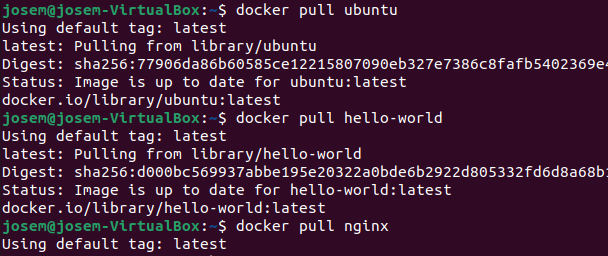 josem@josem-VirtualBox:~$ docker pull ubuntu
Using default tag: latest
latest: Pulling from library/ubuntu
Digest: sha256:77906da86b60585ce12215807090eb327e7386c8fafb5402369e4
Status: Image is up to date for ubuntu:latest
docker.io/library/ubuntu:latest
josem@josem-VirtualBox:~$ docker pull hello-world
Using default tag: latest
latest: Pulling from library/hello-world
Digest: sha256:d000bc569937abbe195e20322a0bde6b2922d805332fd6d8a68b1
Status: Image is up to date for hello-world:latest
docker.io/library/hello-world:latest
josem@josem-VirtualBox:~$ docker pull nginx
Using default tag: latest